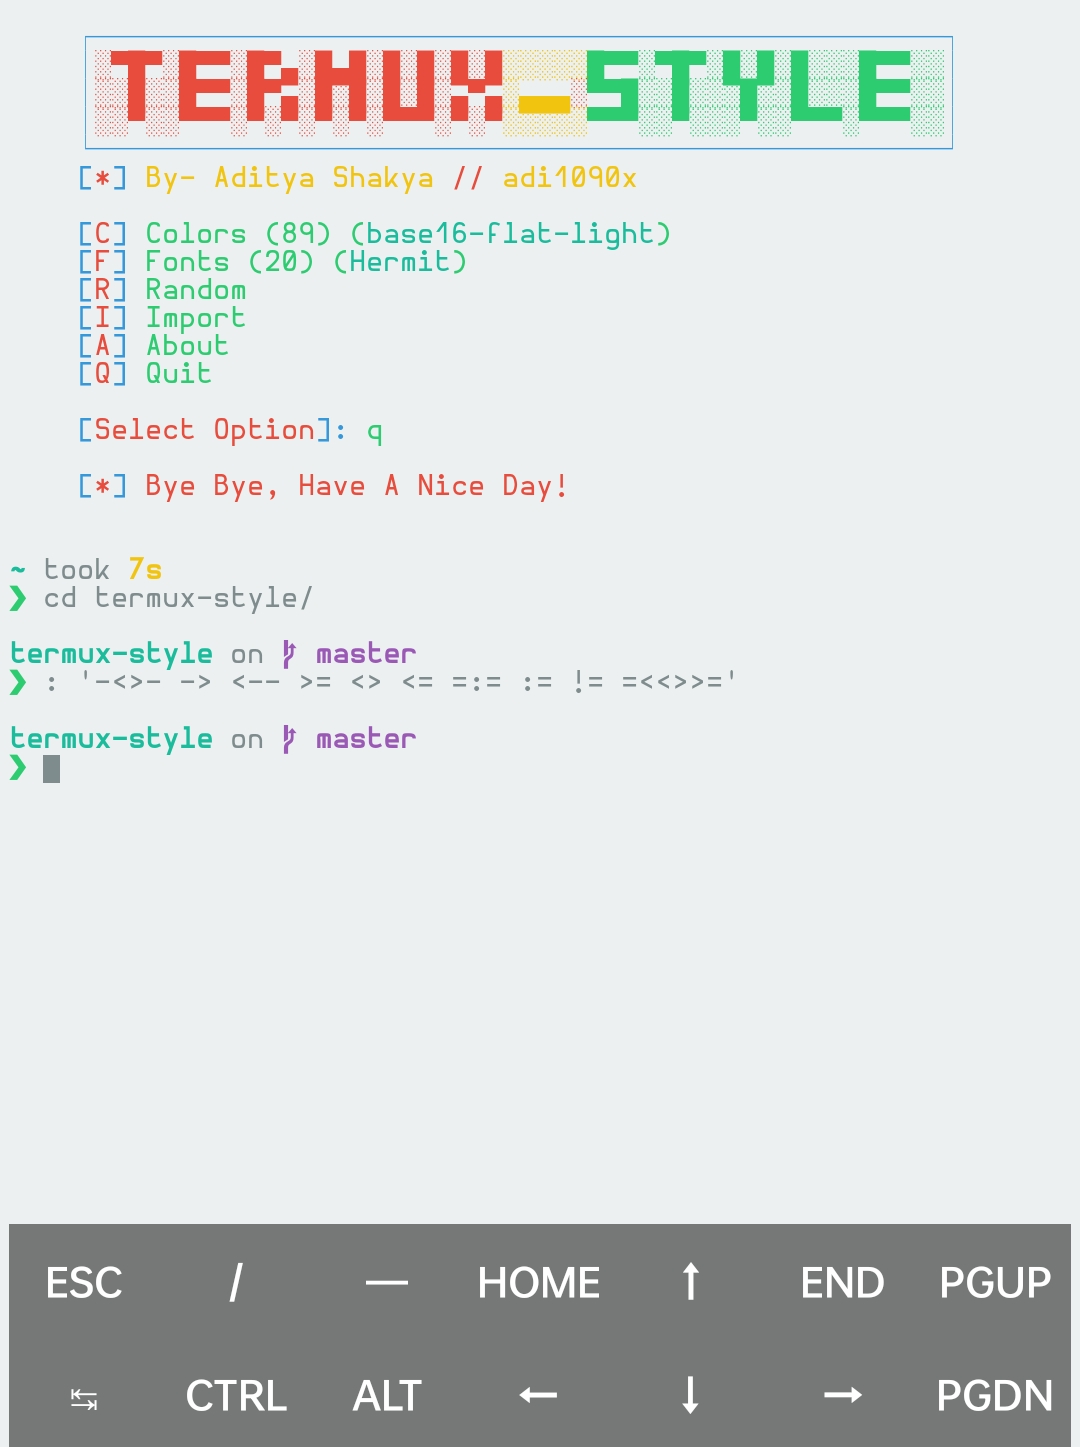 TERMUX_STYLE
[*] By- Aditya Shakya // adi1090x
[C] Colors (89) (base16-flat-light)
[F] Fonts (20) (Hermit)
[R] Random
[I] Import
[A] About
[Q] Quit
[Select Option]: q
[*] Bye Bye, Have A Nice Day!
~ took 7s
❯ cd termux-style/
termux-style on  master
❯ : '-<>- -> <-- >= <> <= =:= := != =<<>>='
termux-style on  master
❯
ESC / — HOME ↑ END PGUP
↹ CTRL ALT ← ↓ → PGDN